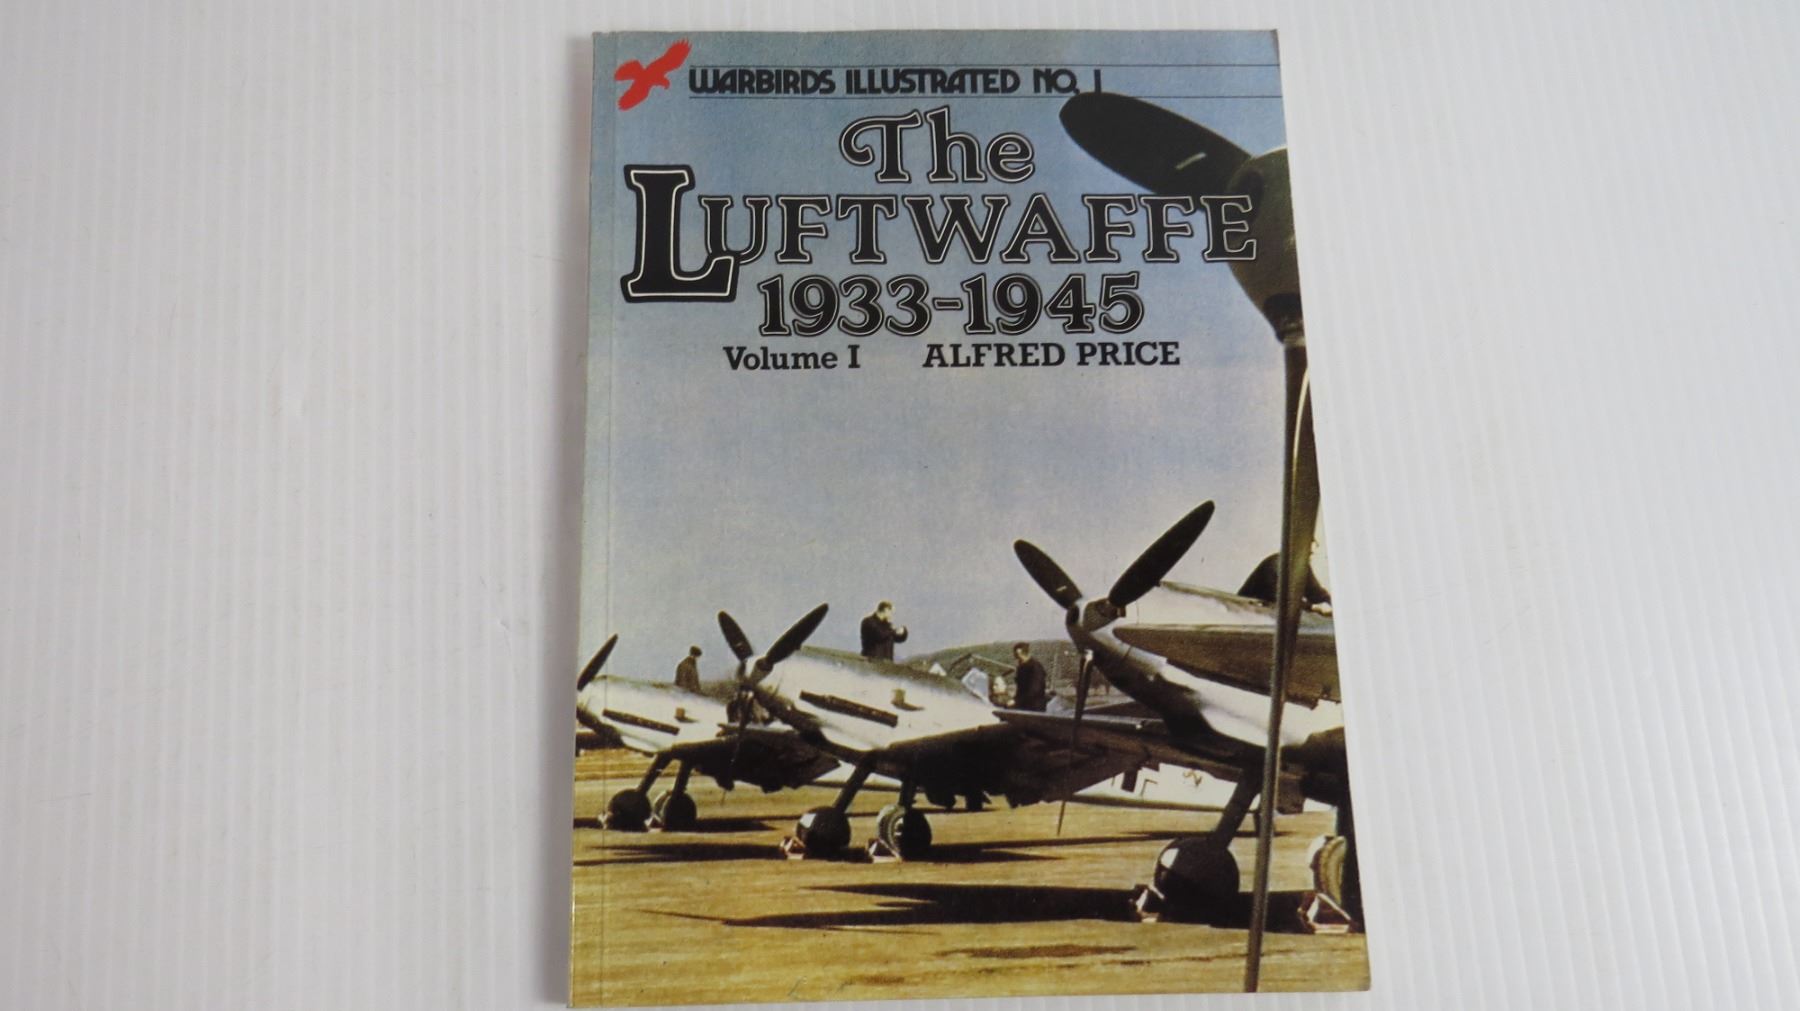 WARBIRDS ILLUSTRATED NO. 1
The
LUFTWAFFE
1933-1945
Volume I ALFRED PRICE